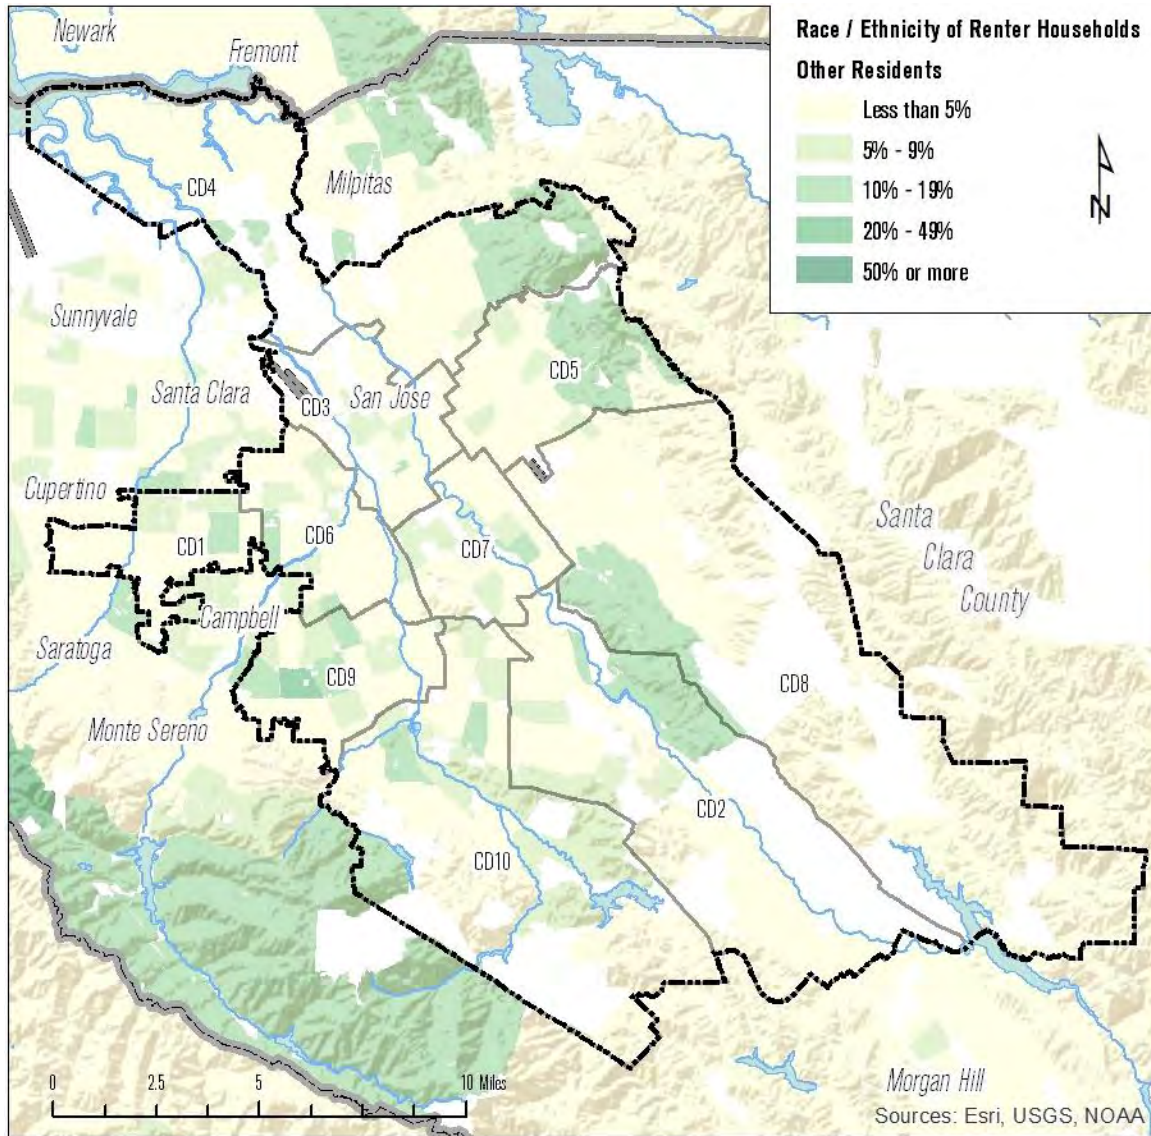 Newark
Fremont
Race / Ethnicity of Renter Households
Other Residents
Less than 5%
5% - 9%
10% - 19%
20% - 49%
50% or more
N
CD4
Milpitas
Sunnyvale
Santa Clara
CD3
San Jose
CD5
Cupertino
CD1
CD6
CD7
Santa
Clara
County
Campbell
Saratoga
CD9
CD8
Monte Sereno
CD2
CD10
0 2.5 5 10 Miles
Morgan Hill
Sources: Esri, USGS, NOAA